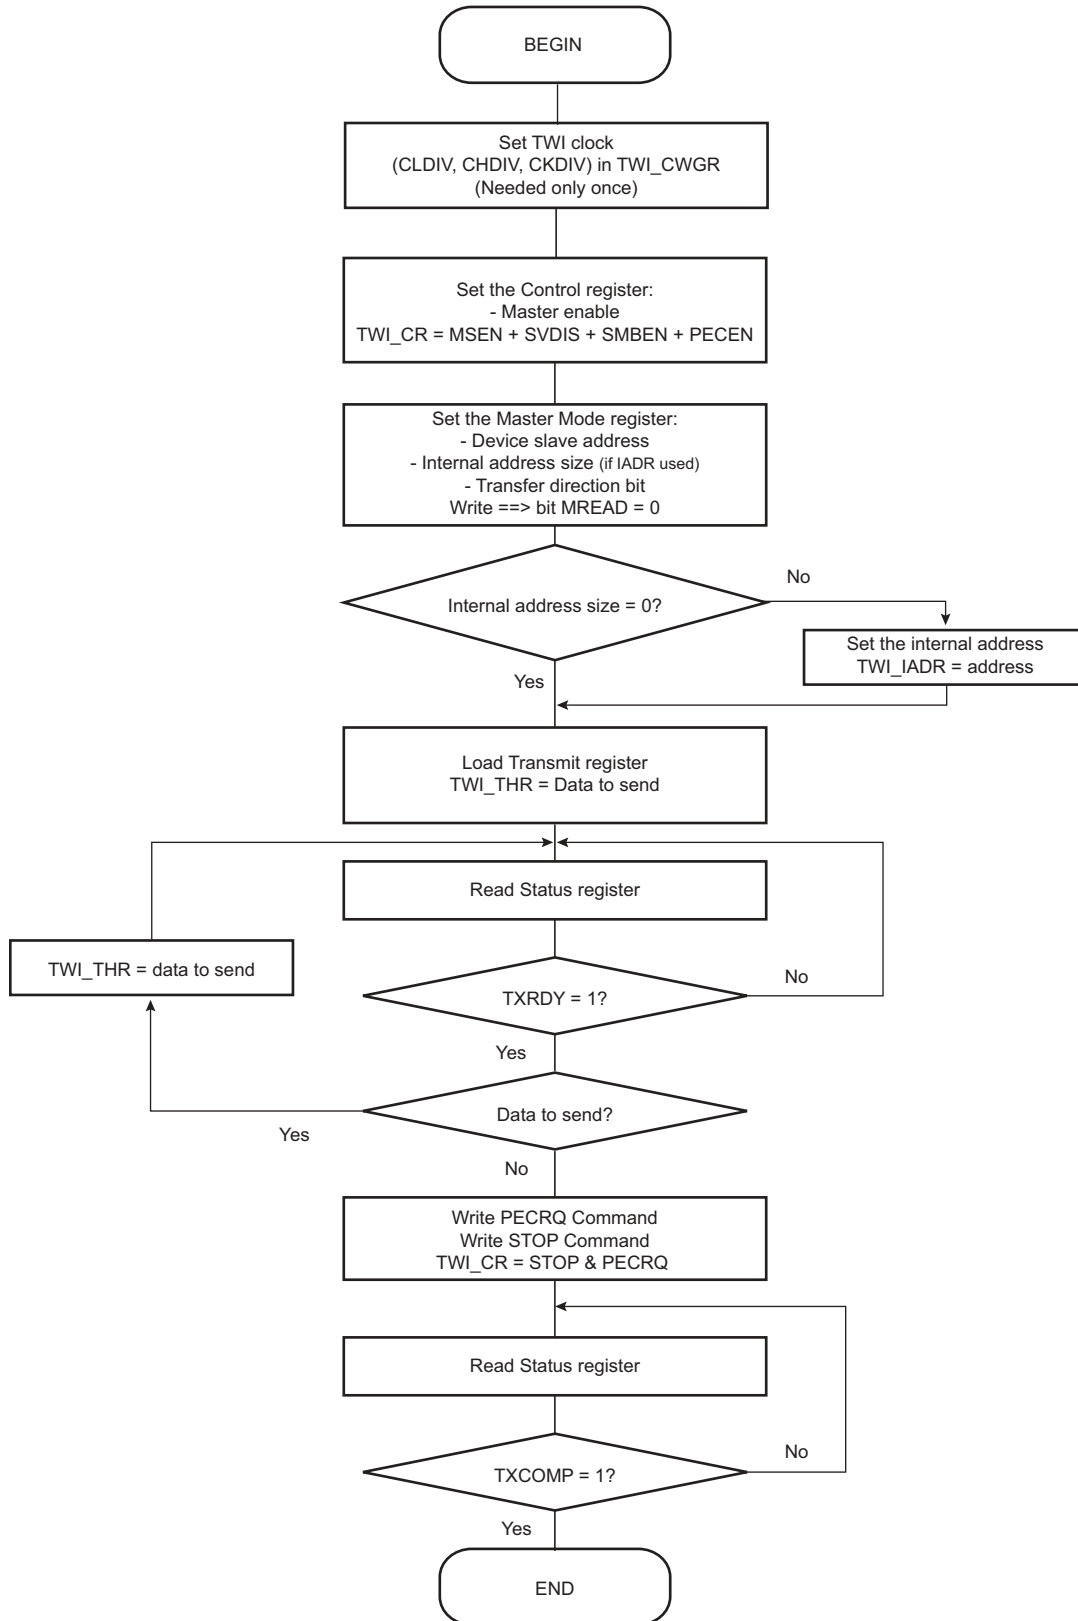 BEGIN
Set TWI clock
(CLDIV, CHDIV, CKDIV) in TWI_CWGR
(Needed only once)
Set the Control register:
- Master enable
TWI_CR = MSEN + SVDIS + SMBEN + PECEN
Set the Master Mode register:
- Device slave address
- Internal address size (if IADR used)
- Transfer direction bit
Write ==> bit MREAD = 0
No
Internal address size = 0?
Set the internal address
TWI_IADR = address
Yes
Load Transmit register
TWI_THR = Data to send
Read Status register
TWI_THR = data to send
No
TXRDY = 1?
Yes
Data to send?
Yes
No
Write PECRQ Command
Write STOP Command
TWI_CR = STOP & PECRQ
Read Status register
No
TXCOMP = 1?
Yes
END